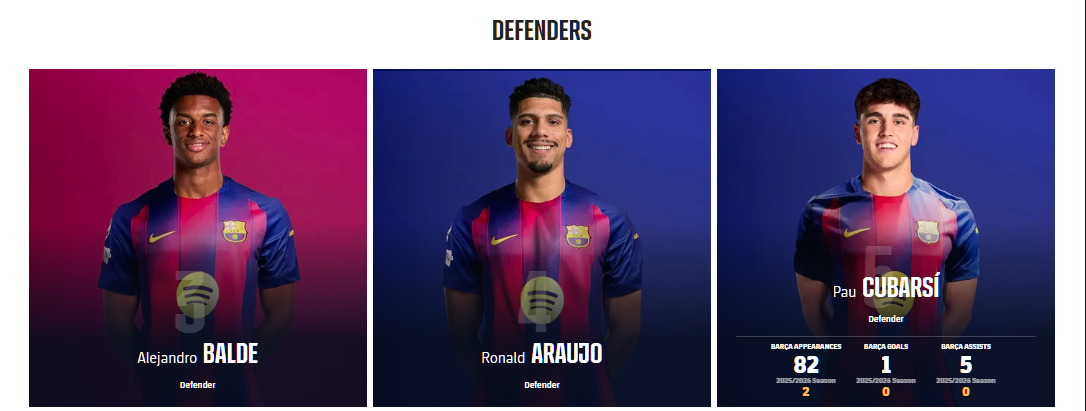 DEFENDERS
3
Alejandro BALDE
Defender
4
Ronald ARAUJO
Defender
5
Pau CUBARSÍ
Defender
BARÇA APPEARANCES BARÇA GOALS BARÇA ASSISTS
82 1 5
2025/2026 Season 2025/2026 Season 2025/2026 Season
2 0 0